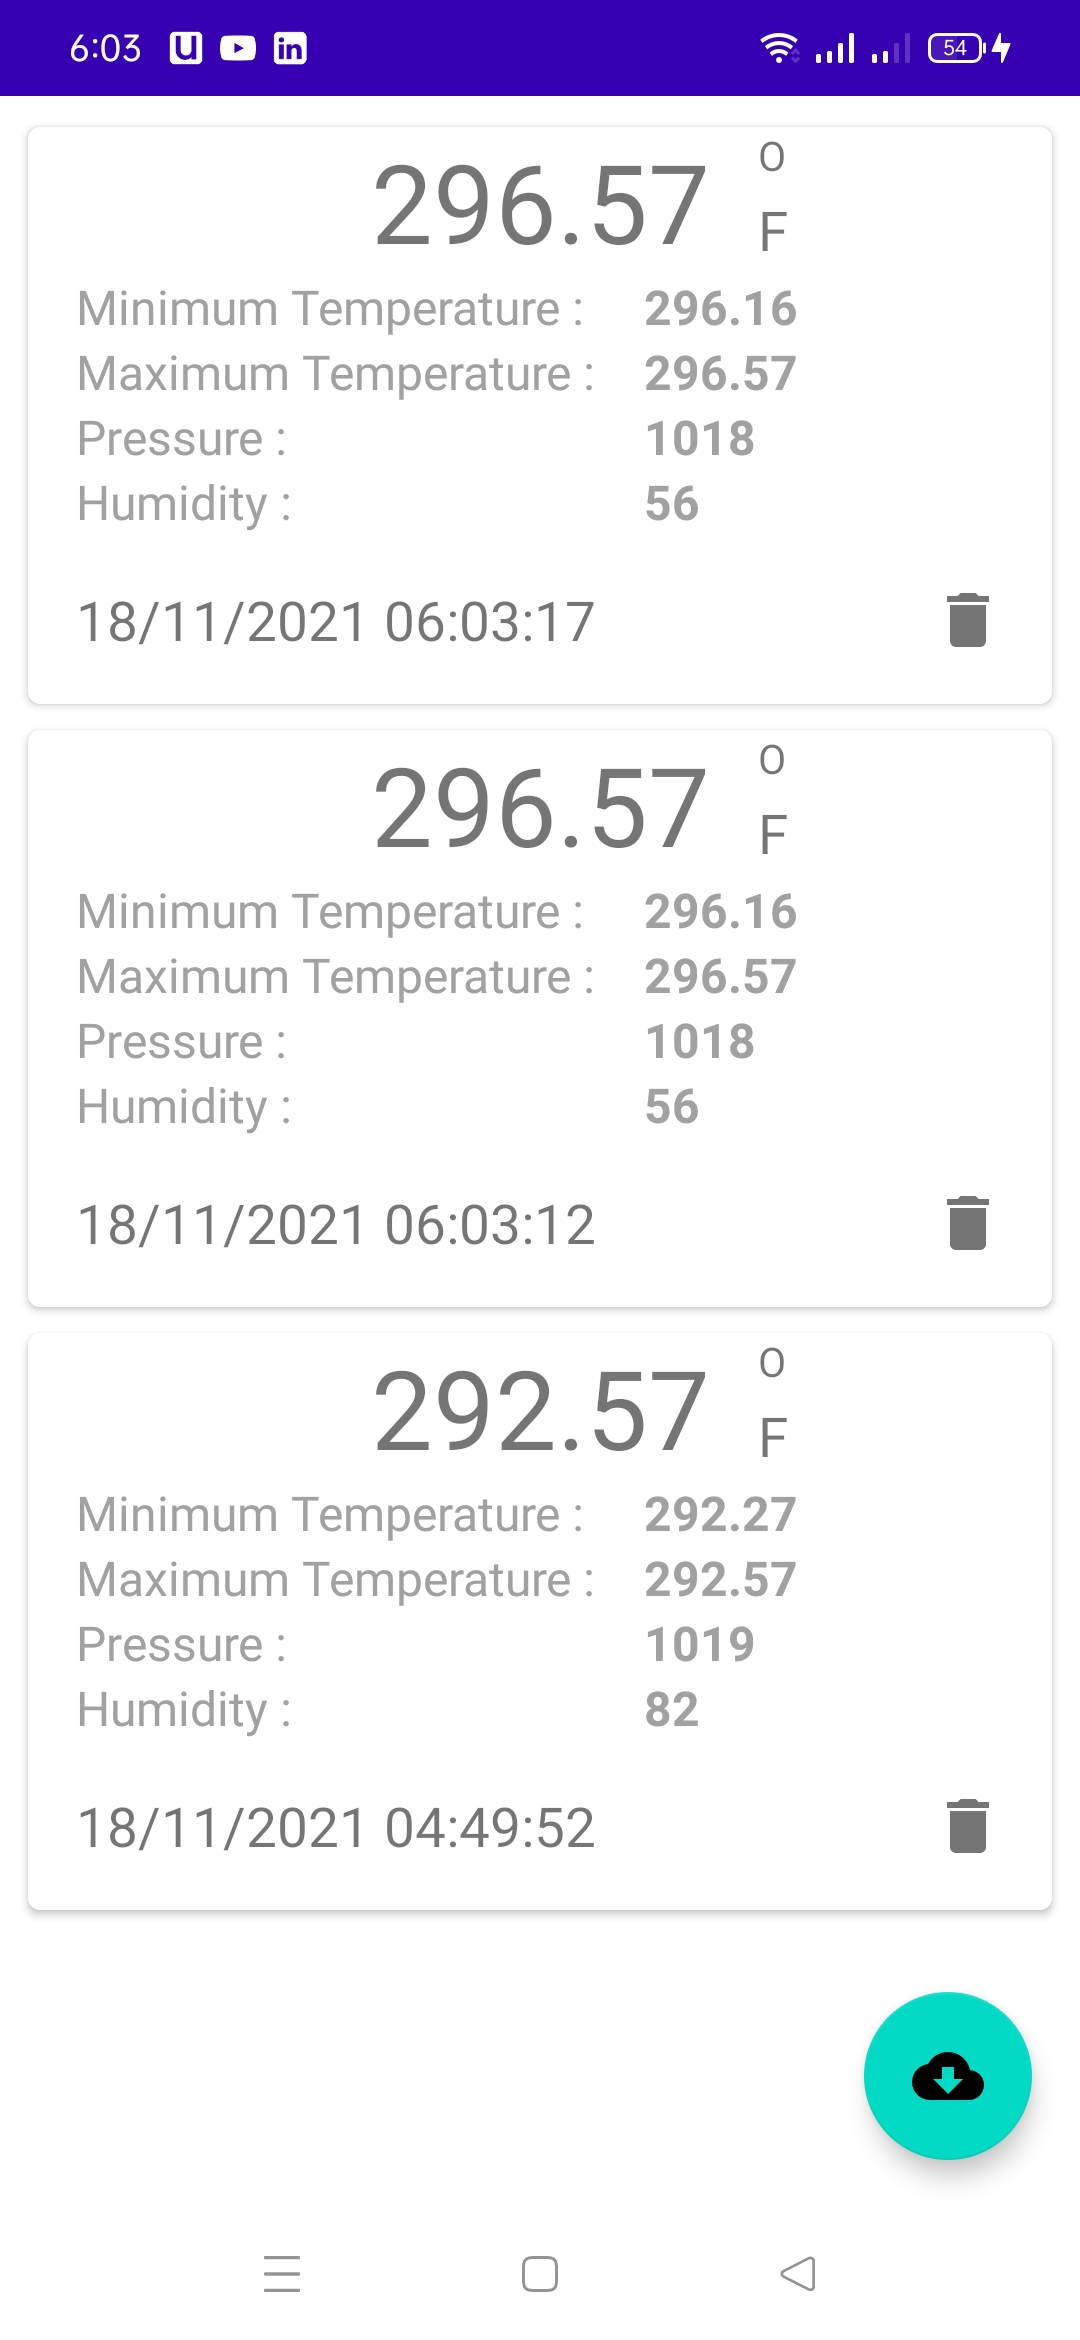 6:03 U in 54
296.57 O
F
Minimum Temperature : 296.16
Maximum Temperature : 296.57
Pressure : 1018
Humidity : 56
18/11/2021 06:03:17
296.57 O
F
Minimum Temperature : 296.16
Maximum Temperature : 296.57
Pressure : 1018
Humidity : 56
18/11/2021 06:03:12
292.57 O
F
Minimum Temperature : 292.27
Maximum Temperature : 292.57
Pressure : 1019
Humidity : 82
18/11/2021 04:49:52